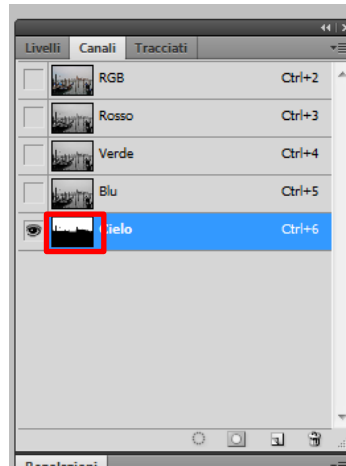 Livelli Canali Tracciati
RGB Ctrl+2
Rosso Ctrl+3
Verde Ctrl+4
Blu Ctrl+5
Cielo Ctrl+6